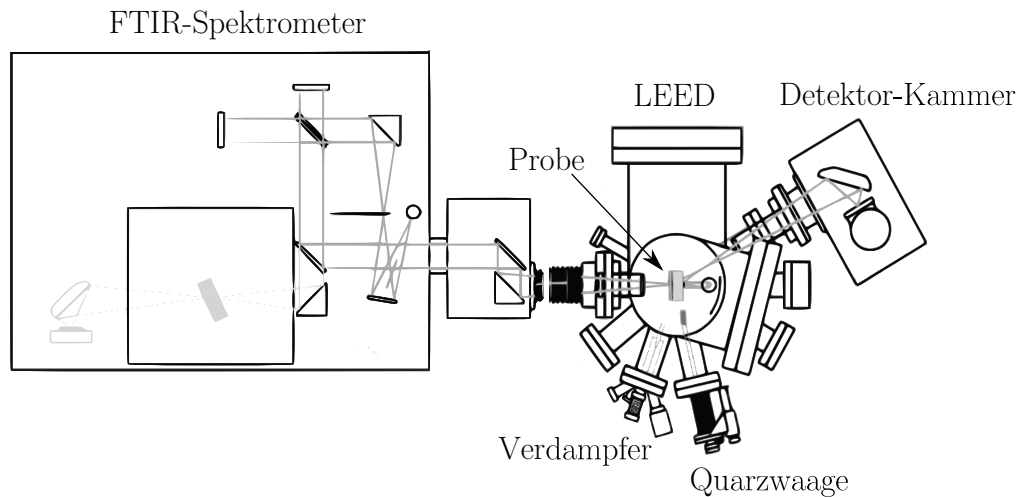 FTIR-Spektrometer
LEED
Detektor-Kammer
Probe
Verdampfer
Quarzwaage